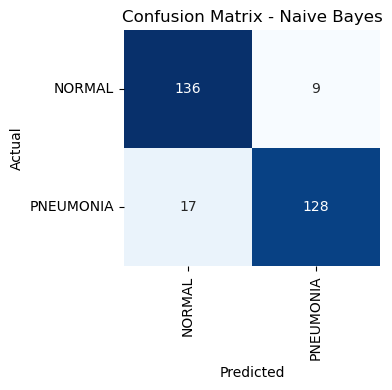 Confusion Matrix - Naive Bayes
Actual
NORMAL
136
9
PNEUMONIA
17
128
NORMAL
PNEUMONIA
Predicted